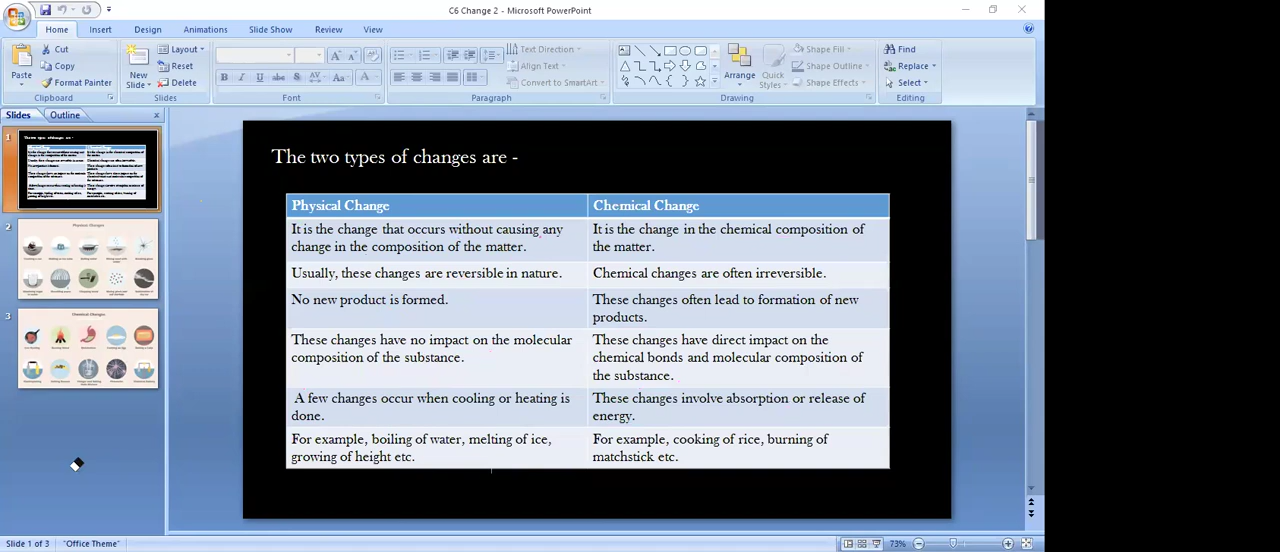 C6 Change 2 - Microsoft PowerPoint
Home Insert Design Animations Slide Show Review View
Cut
Copy
Format Painter
Paste
Clipboard
New
Slide
Layout
Reset
Delete
Slides
Font
Text Direction
Align Text
Convert to SmartArt
Paragraph
Arrange
Quick
Styles
Shape Fill
Shape Outline
Shape Effects
Drawing
Find
Replace
Select
Editing
Slides Outline
1
2
Physical Changes
3
Chemical Changes
The two types of changes are -
Physical Change Chemical Change
It is the change that occurs without causing any
change in the composition of the matter.
It is the change in the chemical composition of
the matter.
Usually, these changes are reversible in nature.
Chemical changes are often irreversible.
No new product is formed.
These changes often lead to formation of new
products.
These changes have no impact on the molecular
composition of the substance.
These changes have direct impact on the
chemical bonds and molecular composition of
the substance.
A few changes occur when cooling or heating is
done.
These changes involve absorption or release of
energy.
For example, boiling of water, melting of ice,
growing of height etc.
For example, cooking of rice, burning of
matchstick etc.
Slide 1 of 3 "Office Theme" 73%